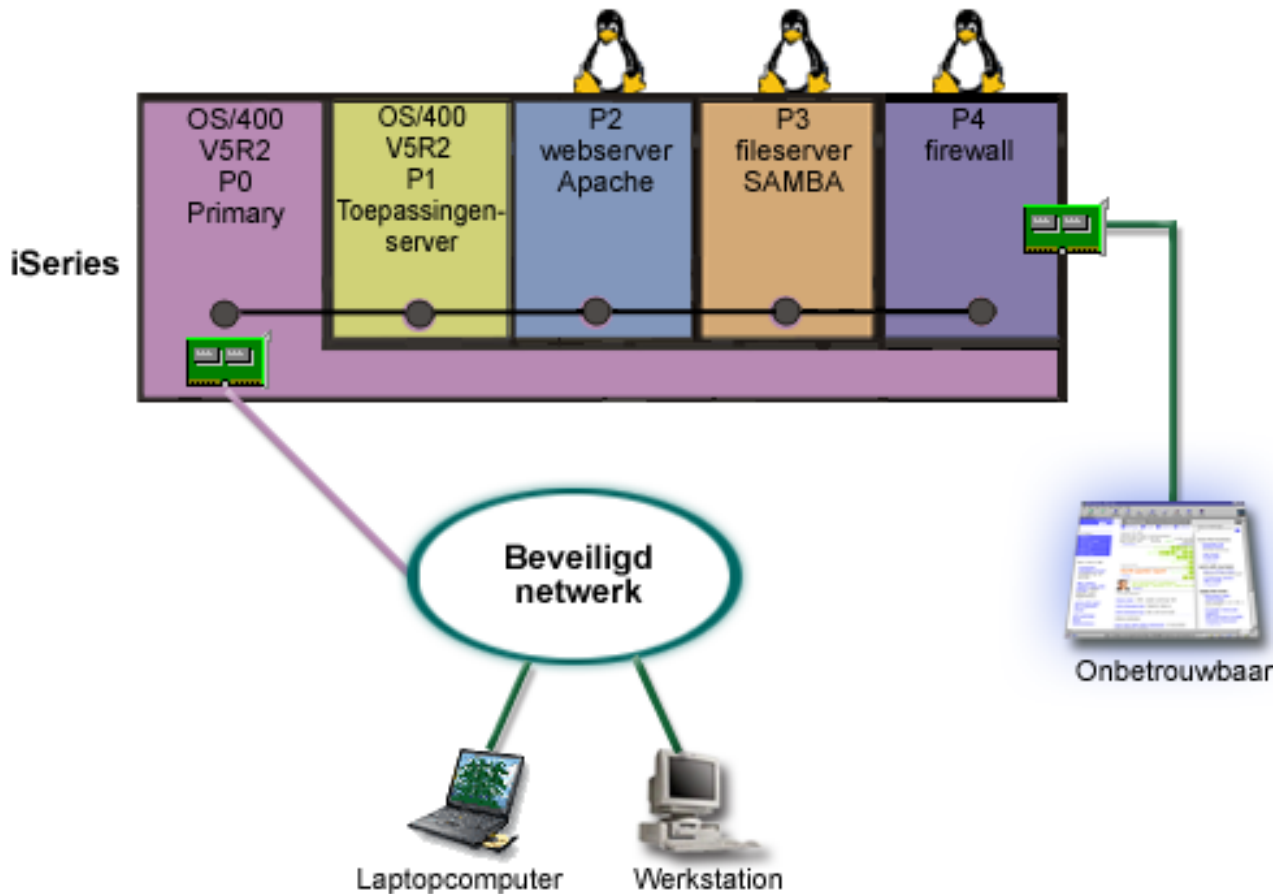 OS/400
V5R2
P0
Primary
OS/400
V5R2
P1
Toepassingen-
server
P2
webserver
Apache
P3
fileserver
SAMBA
P4
firewall
iSeries
Beveiligd
netwerk
Onbetrouwbaar
Laptopcomputer
Werkstation